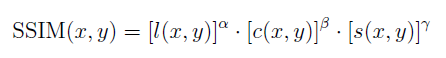 SSIM(x, y) = [l(x, y)]^α · [c(x, y)]^β · [s(x, y)]^γ